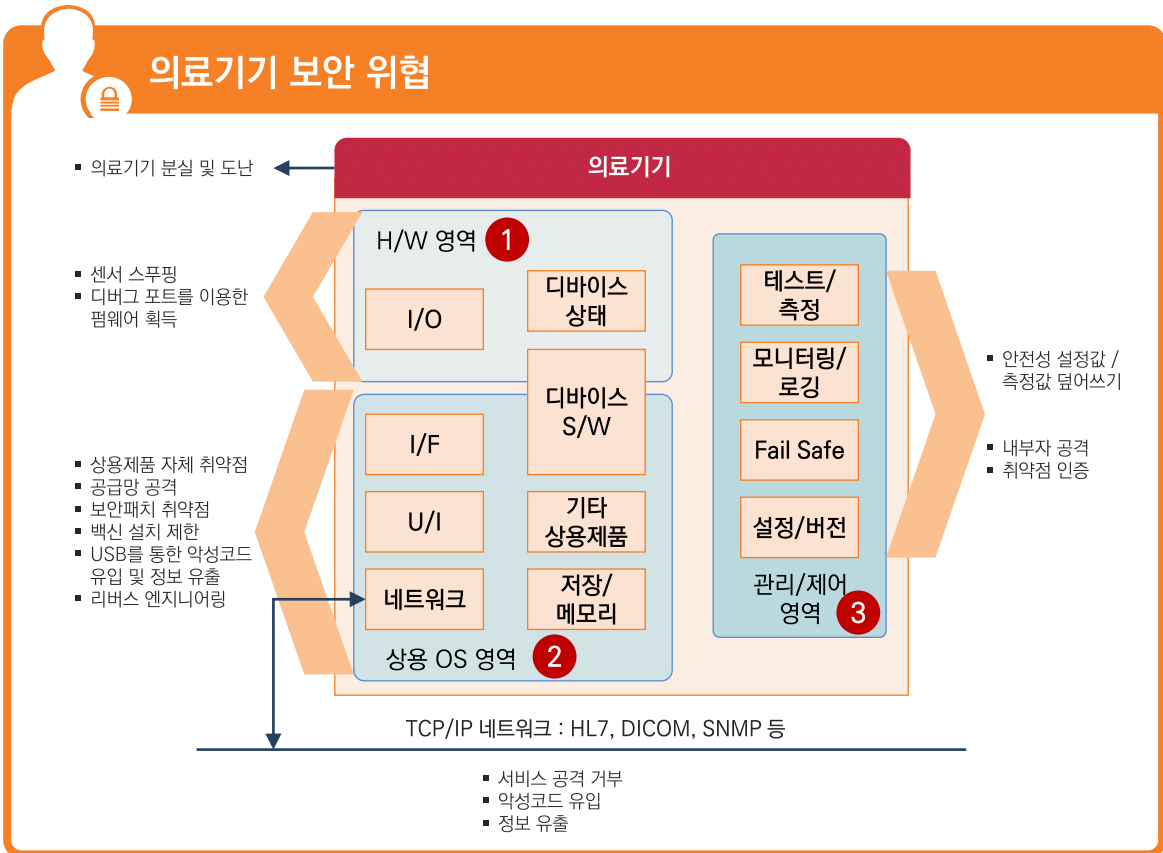 의료기기 보안 위협
의료기기
▪ 의료기기 분실 및 도난
H/W 영역 1
▪ 센서 스푸핑
▪ 디버그 포트를 이용한
펌웨어 획득
I/O
디바이스
상태
디바이스
S/W
▪ 상용제품 자체 취약점
▪ 공급망 공격
▪ 보안패치 취약점
▪ 백신 설치 제한
▪ USB를 통한 악성코드
유입 및 정보 유출
▪ 리버스 엔지니어링
I/F
U/I
기타
상용제품
네트워크
저장/
메모리
상용 OS 영역 2
테스트/
측정
모니터링/
로깅
Fail Safe
설정/버전
관리/제어
영역 3
▪ 안전성 설정값 /
측정값 덮어쓰기
▪ 내부자 공격
▪ 취약점 인증
TCP/IP 네트워크 : HL7, DICOM, SNMP 등
▪ 서비스 공격 거부
▪ 악성코드 유입
▪ 정보 유출